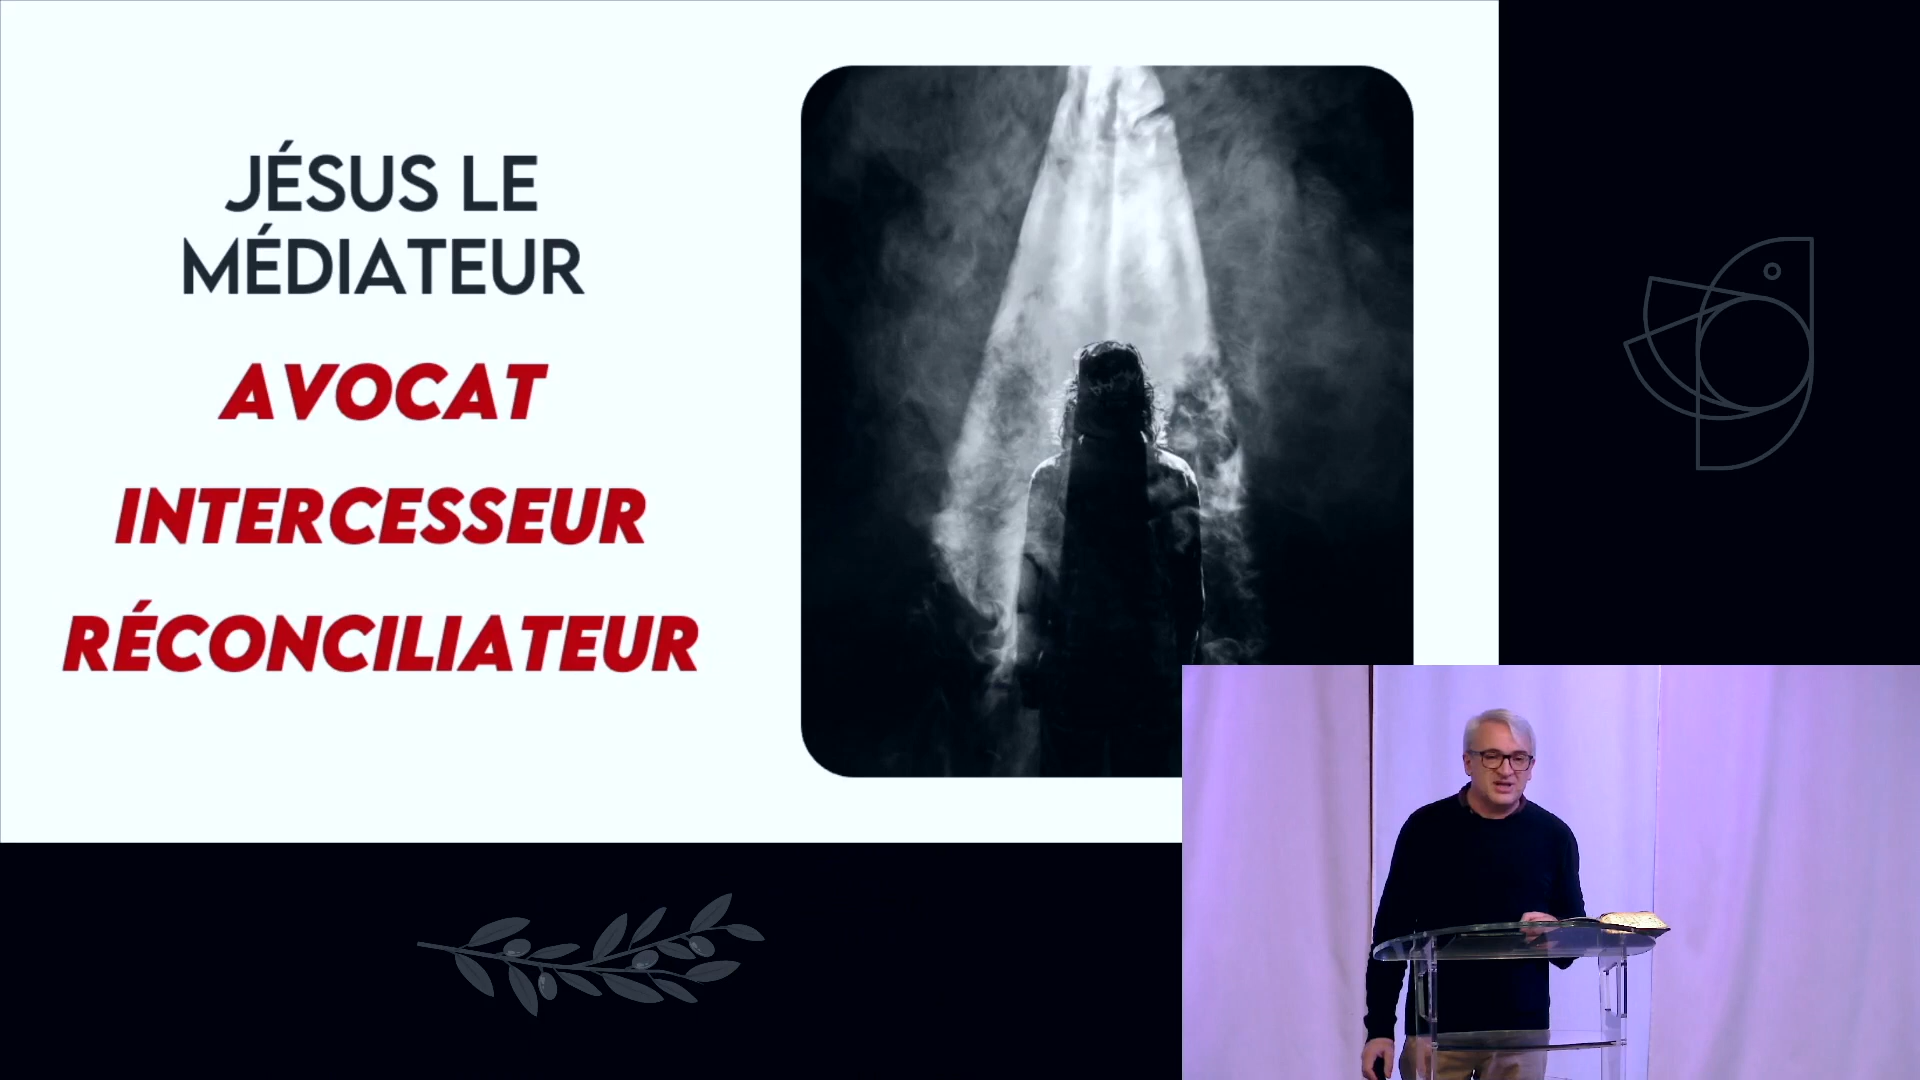 JÉSUS LE
MÉDIATEUR
AVOCAT
INTERCESSEUR
RÉCONCILIATEUR